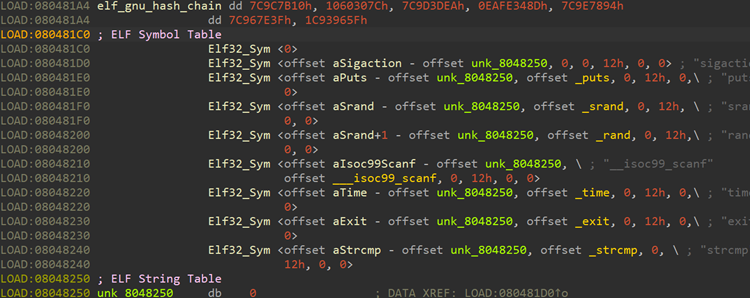 LOAD:080481A4 elf_gnu_hash_chain dd 7C9C7B10h, 1060307Ch, 7C9D3DEAh, 0EAFE348Dh, 7C9E7894h
LOAD:080481A4 dd 7C967E3Fh, 1C93965Fh
LOAD:080481C0 ; ELF Symbol Table
LOAD:080481C0 Elf32_Sym <0>
LOAD:080481D0 Elf32_Sym <offset aSigaction - offset unk_8048250, 0, 0, 12h, 0, 0> ; "sigaction
LOAD:080481E0 Elf32_Sym <offset aPuts - offset unk_8048250, offset _puts, 0, 12h, 0,\ ; "put
LOAD:080481E0 0>
LOAD:080481F0 Elf32_Sym <offset aSrand - offset unk_8048250, offset _srand, 0, 12h,\ ; "sra
LOAD:080481F0 0, 0>
LOAD:08048200 Elf32_Sym <offset aSrand+1 - offset unk_8048250, offset _rand, 0, 12h,\ ; "ran
LOAD:08048200 0, 0>
LOAD:08048210 Elf32_Sym <offset aIsoc99Scanf - offset unk_8048250, \ ; "__isoc99_scanf"
LOAD:08048210 offset ___isoc99_scanf, 0, 12h, 0, 0>
LOAD:08048220 Elf32_Sym <offset aTime - offset unk_8048250, offset _time, 0, 12h, 0,\ ; "time
LOAD:08048220 0>
LOAD:08048230 Elf32_Sym <offset aExit - offset unk_8048250, offset _exit, 0, 12h, 0,\ ; "exi
LOAD:08048230 0>
LOAD:08048240 Elf32_Sym <offset aStrcmp - offset unk_8048250, offset _strcmp, 0, \ ; "strc
LOAD:08048240 12h, 0, 0>
LOAD:08048250 ; ELF String Table
LOAD:08048250 unk_8048250 db 0 ; DATA XREF: LOAD:080481D0↑o